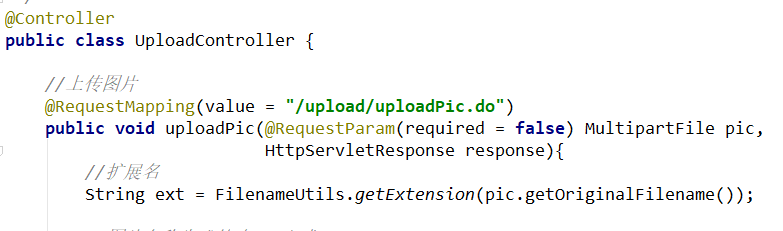 @Controller
public class UploadController {
//上传图片
@RequestMapping(value = "/upload/uploadPic.do")
public void uploadPic(@RequestParam(required = false) MultipartFile pic,
HttpServletResponse response){
//扩展名
String ext = FilenameUtils.getExtension(pic.getOriginalFilename());